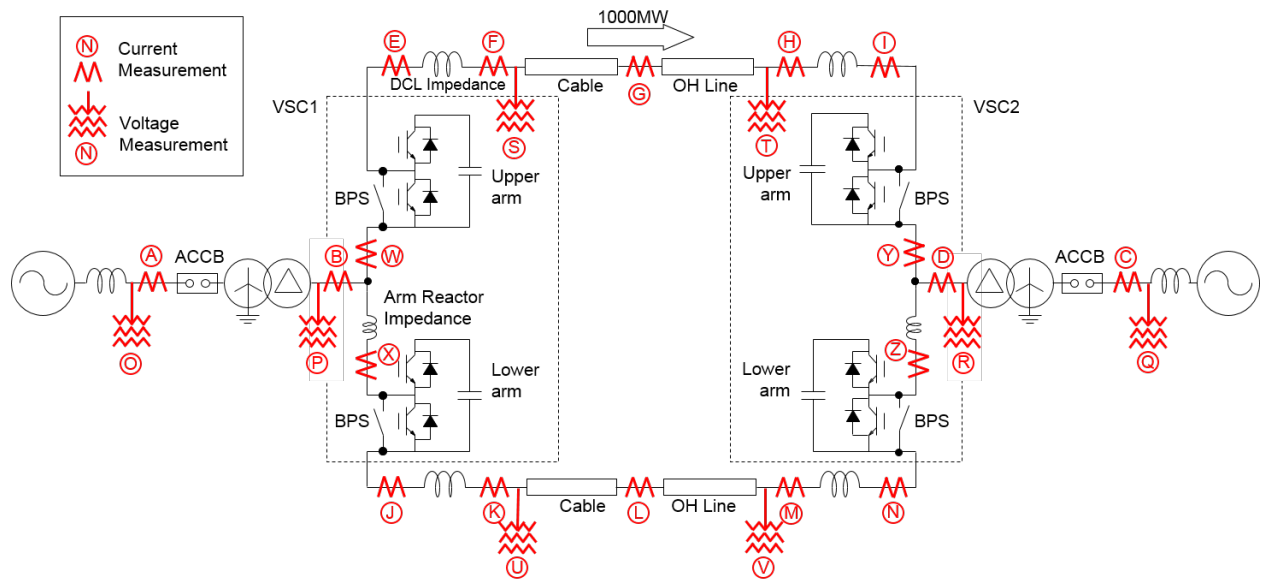 1000MW
N
Current
Measurement
Voltage
Measurement
N
E
F
H
I
DCL Impedance
Cable
G
OH Line
VSC1
VSC2
S
T
BPS
Upper
arm
Upper
arm
BPS
A
ACCB
B
W
Y
D
ACCB
C
Arm Reactor
Impedance
O
P
X
Z
R
Q
Lower
arm
Lower
arm
BPS
BPS
J
K
Cable
L
OH Line
M
N
U
V